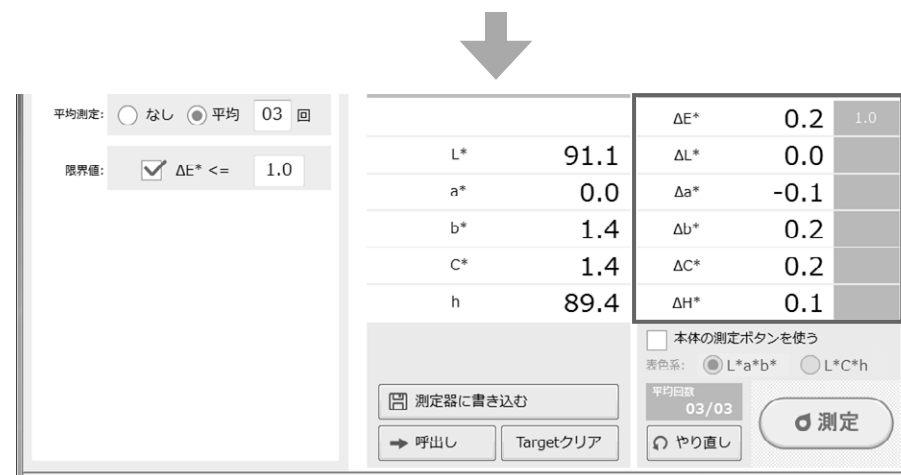 平均測定: なし 平均 03 回
限界値: ΔE* <= 1.0
L* 91.1
a* 0.0
b* 1.4
C* 1.4
h 89.4
測定器に書き込む
呼出し Targetクリア
ΔE* 0.2 1.0
ΔL* 0.0
Δa* -0.1
Δb* 0.2
ΔC* 0.2
ΔH* 0.1
本体の測定ボタンを使う
表色系: L*a*b* L*C*h
平均回数
03/03
やり直し
測定